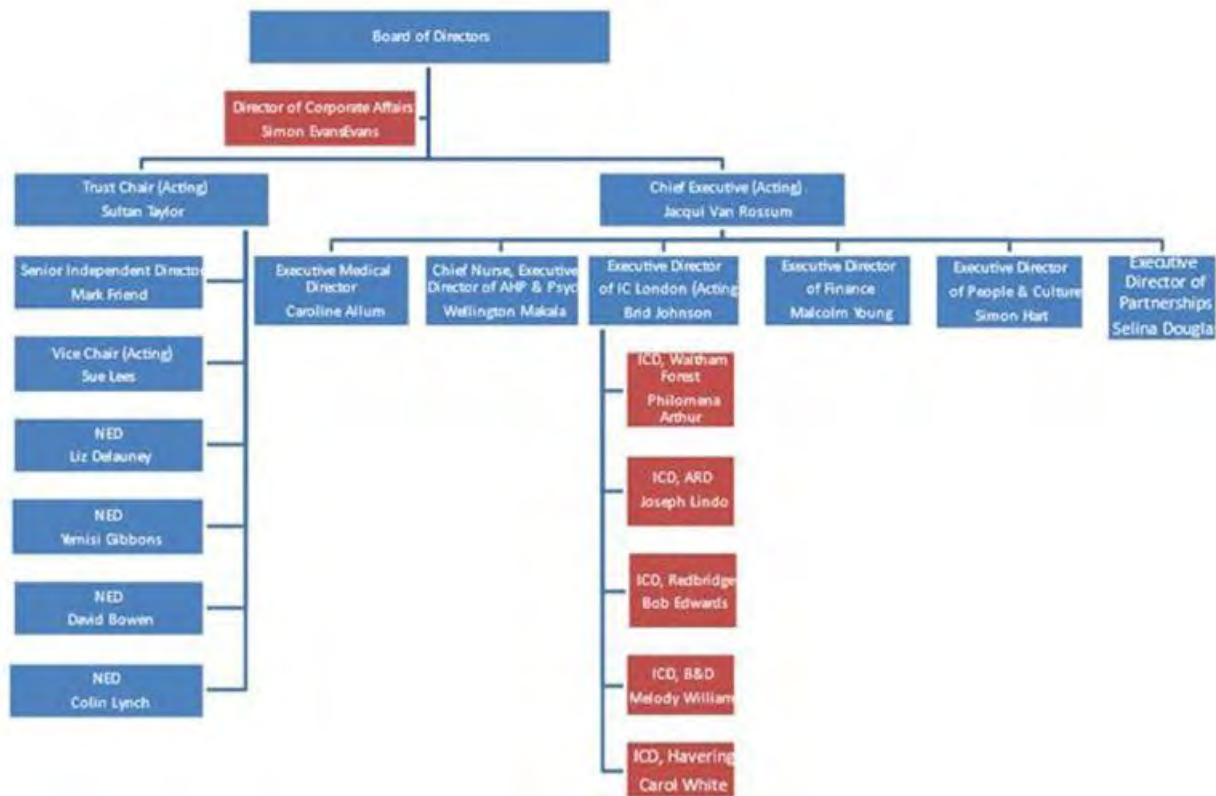 Board of Directors
Director of Corporate Affairs
Simon EvansEvans
Trust Chair (Acting)
Sultan Taylor
Chief Executive (Acting)
Jacqui Van Rossum
Senior Independent Director
Mark Friend
Executive Medical
Director
Caroline Allum
Chief Nurse, Executive
Director of AHP & Psyc
Wellington Makala
Executive Director
of IC London (Acting
Brid Johnson
Executive Director
of Finance
Malcolm Young
Executive Director
of People & Culture
Simon Hart
Executive
Director of
Partnerships
Selina Douglas
Vice Chair (Acting)
Sue Lees
ICD, Waltham
Forest
Philomena
Arthur
NED
Liz Delauney
ICD, ARD
Joseph Lindo
NED
Yemisi Gibbons
ICD, Redbridge
Bob Edwards
NED
David Bowen
NED
Colin Lynch
ICD, B&D
Melody William
ICD, Havering
Carol White